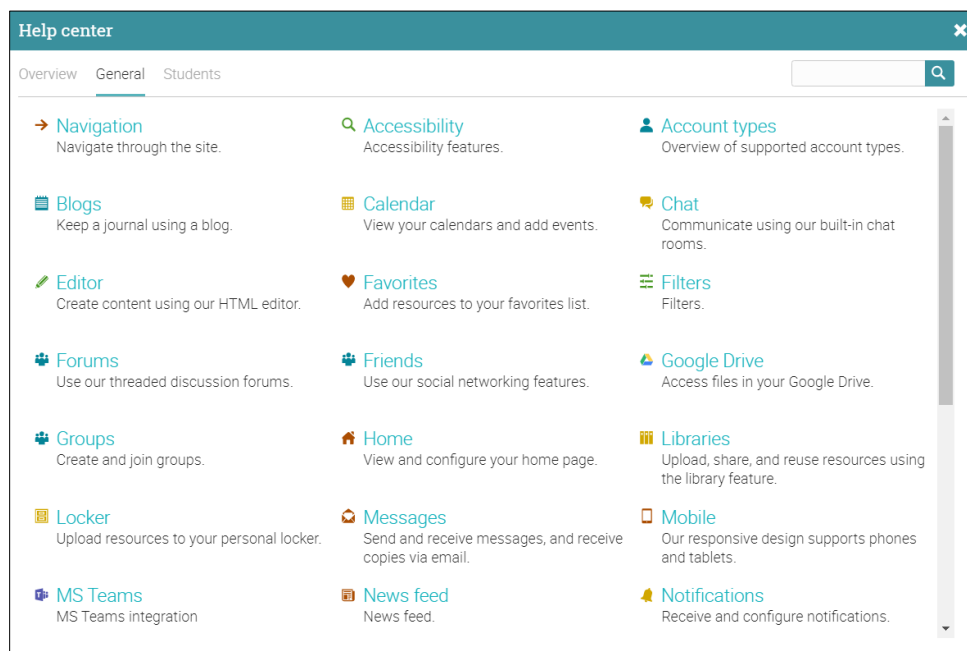 Help center
Overview General Students
Navigation
Navigate through the site.
Accessibility
Accessibility features.
Account types
Overview of supported account types.
Blogs
Keep a journal using a blog.
Calendar
View your calendars and add events.
Chat
Communicate using our built-in chat
rooms.
Editor
Create content using our HTML editor.
Favorites
Add resources to your favorites list.
Filters
Filters.
Forums
Use our threaded discussion forums.
Friends
Use our social networking features.
Google Drive
Access files in your Google Drive.
Groups
Create and join groups.
Home
View and configure your home page.
Libraries
Upload, share, and reuse resources using
the library feature.
Locker
Upload resources to your personal locker.
Messages
Send and receive messages, and receive
copies via email.
Mobile
Our responsive design supports phones
and tablets.
MS Teams
MS Teams integration
News feed
News feed.
Notifications
Receive and configure notifications.